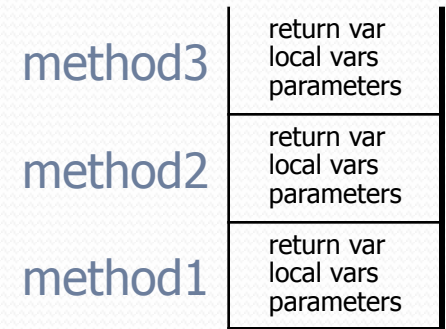 method3
return var
local vars
parameters
method2
return var
local vars
parameters
method1
return var
local vars
parameters